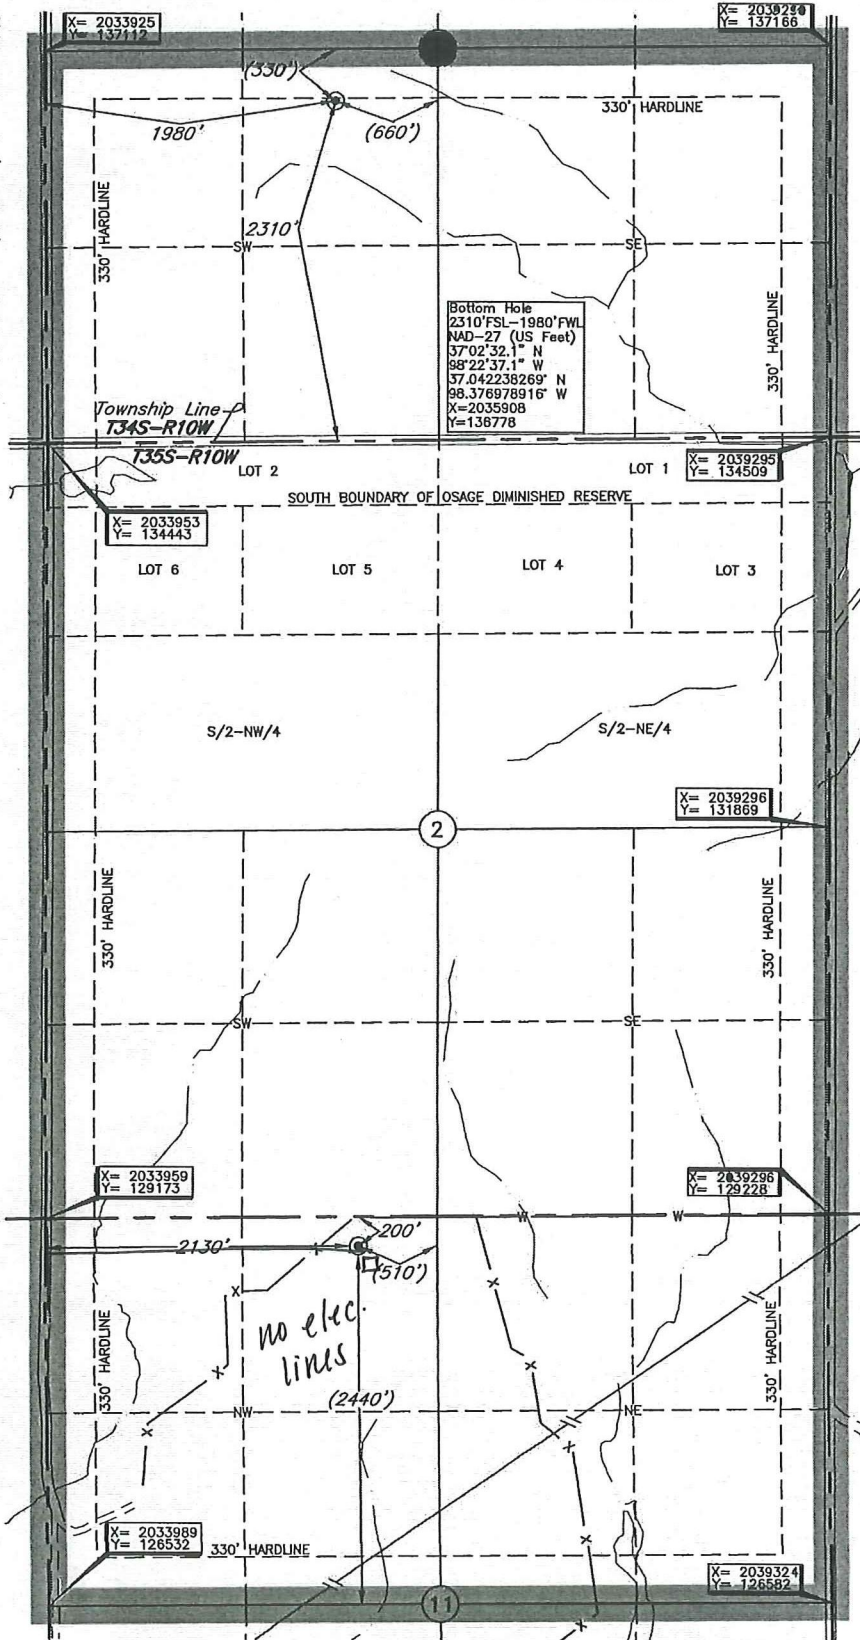 X= 2033925
Y= 137112
Y= 137166
(330')
1980'
(660')
330' HARDLINE
330' HARDLINE
2310'
SW
SE
330' HARDLINE
Bottom Hole
2310'FSL-1980'FWL
NAD-27 (US Feet)
37°02'32.1" N
98°22'37.1" W
37.042238269° N
98.376978916° W
X=2035908
Y=136778
Township Line
T34S-R10W
T35S-R10W
LOT 2
LOT 1
X= 2039295
Y= 134509
SOUTH BOUNDARY OF OSAGE DIMINISHED RESERVE
X= 2033953
Y= 134443
LOT 6
LOT 5
LOT 4
LOT 3
S/2-NW/4
S/2-NE/4
X= 2039296
Y= 131869
2
330' HARDLINE
330' HARDLINE
SW
SE
X= 2033959
Y= 129173
X= 2039296
Y= 129228
W
W
200'
2130'
(510')
no elec.
lines
330' HARDLINE
330' HARDLINE
(2440')
NW
NE
X= 2033989
Y= 126532
330' HARDLINE
X= 2039324
Y= 126582
11